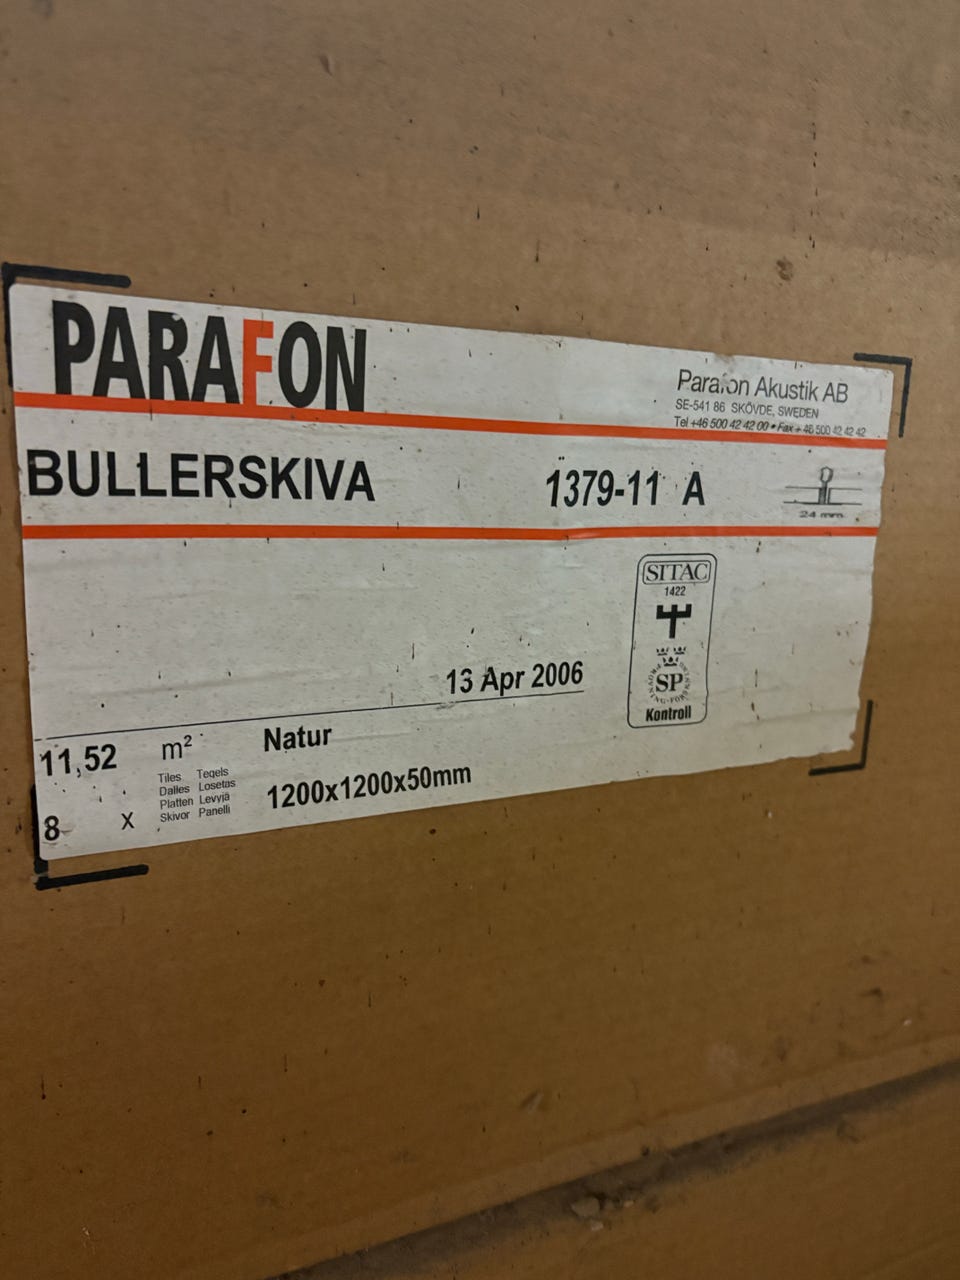 PARAFON
Parafon Akustik AB
SE-541 86 SKÖVDE, SWEDEN
Tel +46 500 42 42 00 • Fax + 46 500 42 42 42
BULLERSKIVA 1379-11 A
24 mm
SITAC
1422
SP
Kontroll
13 Apr 2006
11,52 m² Natur
Tiles Tegels
Dalles Losetas
Platten Levyjä
Skivor Panelli
8 X 1200x1200x50mm